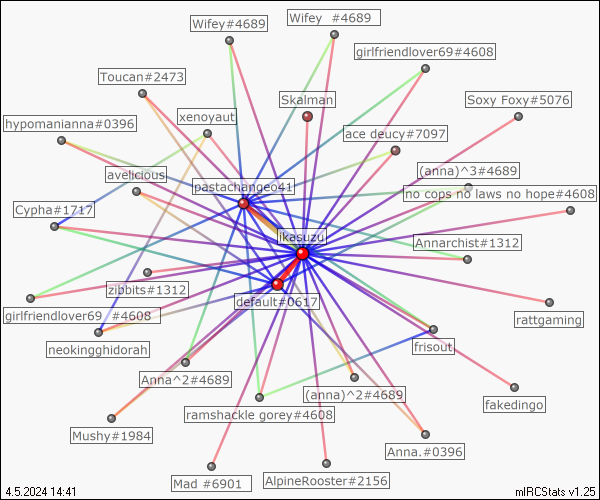 Wifey#4689
Wifey  #4689
girlfriendlover69#4608
Toucan#2473
Skalman
Soxy Foxy#5076
xenoyaut
hypomanianna#0396
ace deucy#7097
avelicious
(anna)^3#4689
pastachangeo41
no cops no laws no hope#4608
Cypha#1717
ikasuzu
Annarchist#1312
zibbits#1312
default#0617
girlfriendlover69  #4608
rattgaming
neokingghidorah
frisout
Anna^2#4689
(anna)^2#4689
fakedingo
ramshackle gorey#4608
Mushy#1984
Anna.#0396
Mad #6901
AlpineRooster#2156
4.5.2024 14:41
mIRCStats v1.25